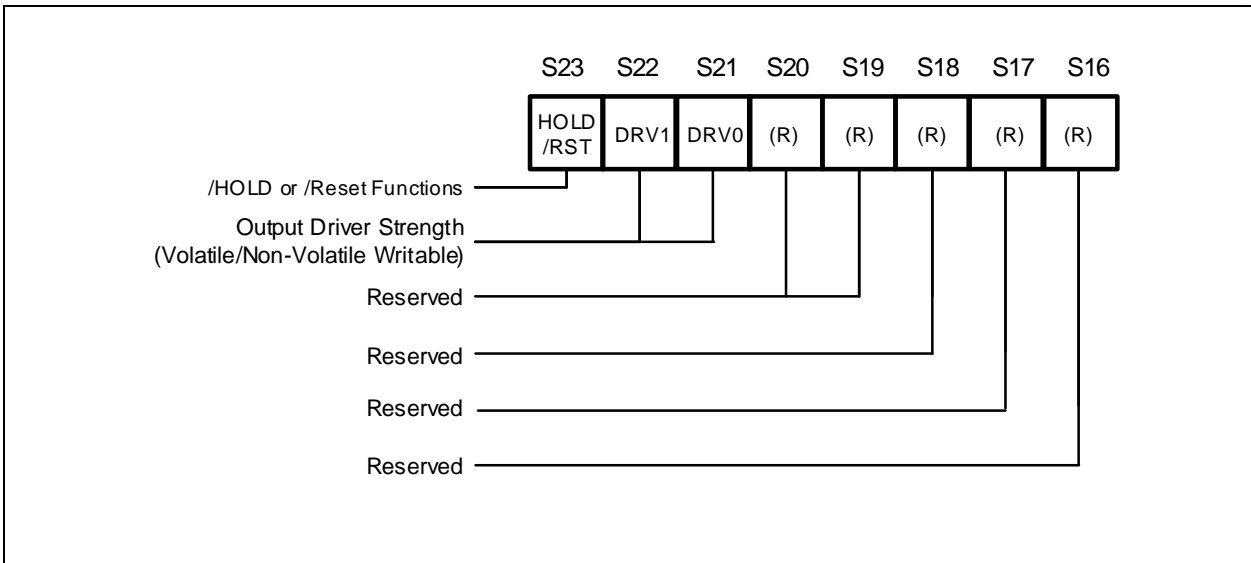 S23 S22 S21 S20 S19 S18 S17 S16
HOLD
/RST DRV1 DRV0 (R) (R) (R) (R) (R)
/HOLD or /Reset Functions
Output Driver Strength
(Volatile/Non-Volatile Writable)
Reserved
Reserved
Reserved
Reserved